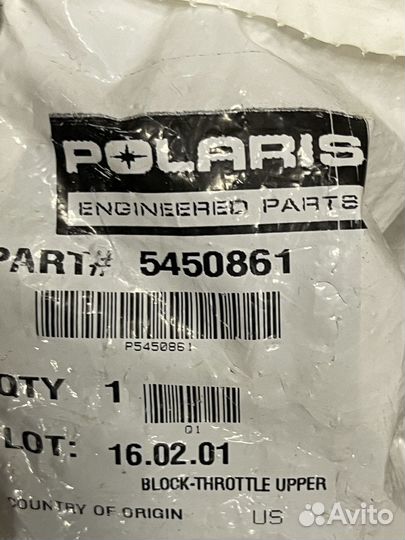 POLARIS
ENGINEERED PARTS
PART# 5450861
P5450861
QTY 1
Q1
LOT: 16.02.01
BLOCK-THROTTLE UPPER
COUNTRY OF ORIGIN US
Avito